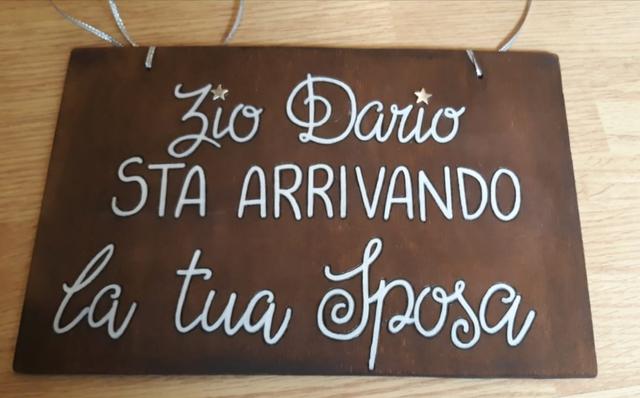 Zio Dario
STA ARRIVANDO
la tua Sposa